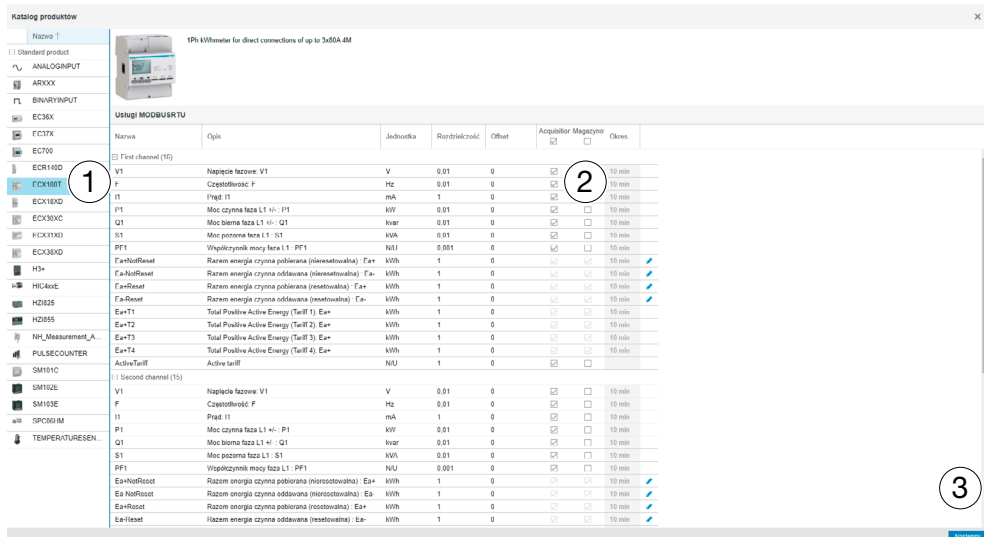 Katalog produktów
Nazwa ↑
Standard product
ANALOGINPUT
ARXXX
BINARYINPUT
EC36X
EC37X
EC700
ECR140D
ECX180T
ECX18XD
ECX30XC
ECX31XD
ECX38XD
H3+
HIC4xxE
HZI825
HZI855
NH_Measurement_A...
PULSECOUNTER
SM101C
SM102E
SM103E
SPC06HM
TEMPERATURESEN...
1
1Ph kWhmeter for direct connections of up to 3x80A 4M
Usługi MODBUSRTU
Nazwa Opis Jednostka Rozdzielczość Offset Acquisition Magazyno Okres
First channel (16)
V1 Napięcie fazowe: V1 V 0,01 0 10 min
F Częstotliwość: F Hz 0,01 0 10 min
I1 Prąd: I1 mA 1 0 10 min
P1 Moc czynna faza L1 +/- : P1 kW 0,01 0 10 min
Q1 Moc bierna faza L1 +/- : Q1 kvar 0,01 0 10 min
S1 Moc pozorna faza L1 : S1 kVA 0,01 0 10 min
PF1 Współczynnik mocy faza L1 : PF1 N/U 0,001 0 10 min
Ea+NotReset Razem energia czynna pobierana (nieresetowalna) : Ea+ kWh 1 0 10 min
Ea-NotReset Razem energia czynna oddawana (nieresetowalna) : Ea- kWh 1 0 10 min
Ea+Reset Razem energia czynna pobierana (resetowalna) : Ea+ kWh 1 0 10 min
Ea-Reset Razem energia czynna oddawana (resetowalna) : Ea- kWh 1 0 10 min
Ea+T1 Total Positive Active Energy (Tariff 1): Ea+ kWh 1 0 10 min
Ea+T2 Total Positive Active Energy (Tariff 2): Ea+ kWh 1 0 10 min
Ea+T3 Total Positive Active Energy (Tariff 3): Ea+ kWh 1 0 10 min
Ea+T4 Total Positive Active Energy (Tariff 4): Ea+ kWh 1 0 10 min
ActiveTariff Active tariff N/U 1 0 10 min
2
Second channel (15)
V1 Napięcie fazowe: V1 V 0,01 0 10 min
F Częstotliwość: F Hz 0,01 0 10 min
I1 Prąd: I1 mA 1 0 10 min
P1 Moc czynna faza L1 +/- : P1 kW 0,01 0 10 min
Q1 Moc bierna faza L1 +/- : Q1 kvar 0,01 0 10 min
S1 Moc pozorna faza L1 : S1 kVA 0,01 0 10 min
PF1 Współczynnik mocy faza L1 : PF1 N/U 0,001 0 10 min
Ea+NotReset Razem energia czynna pobierana (nieresetowalna) : Ea+ kWh 1 0 10 min
Ea-NotReset Razem energia czynna oddawana (nieresetowalna) : Ea- kWh 1 0 10 min
Ea+Reset Razem energia czynna pobierana (resetowalna) : Ea+ kWh 1 0 10 min
Ea-Reset Razem energia czynna oddawana (resetowalna) : Ea- kWh 1 0 10 min
3
Następny